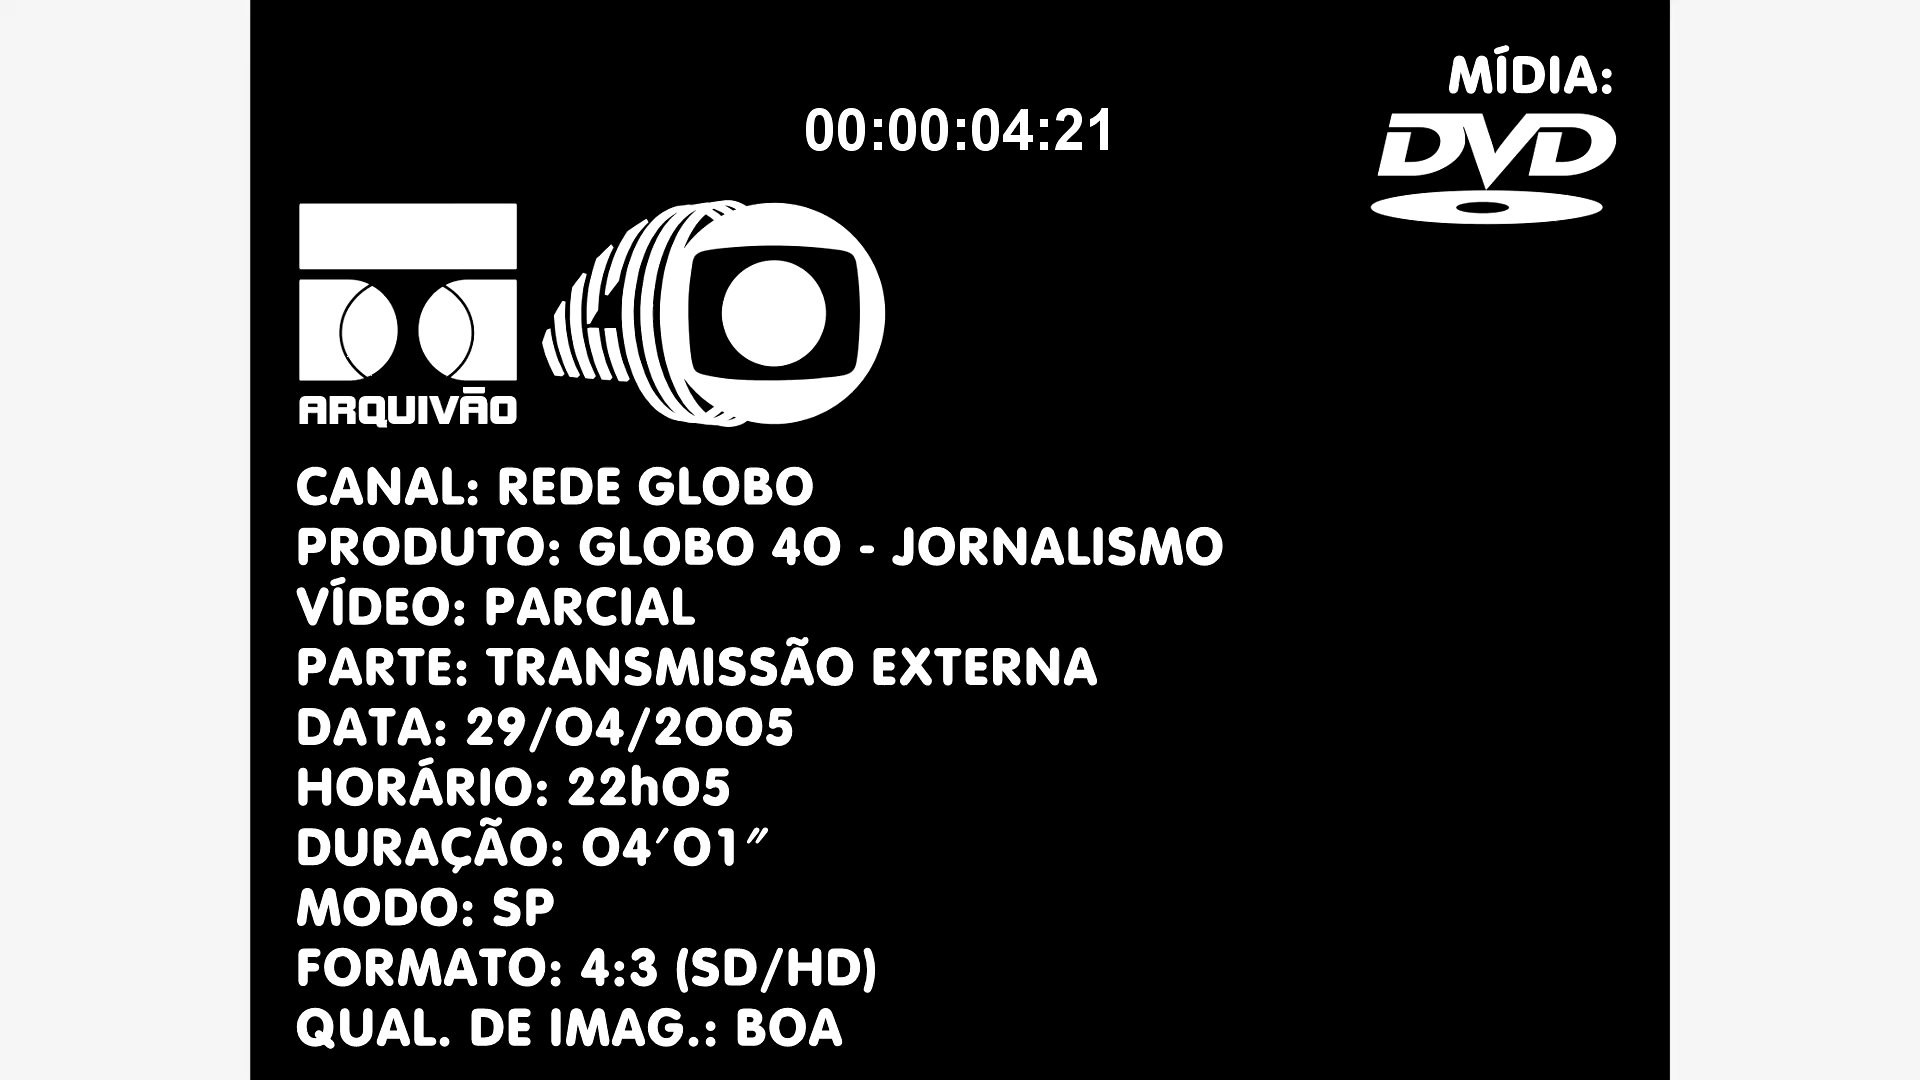 MÍDIA:
DVD
00:00:04:21
ARQUIVÃO
CANAL: REDE GLOBO
PRODUTO: GLOBO 40 - JORNALISMO
VÍDEO: PARCIAL
PARTE: TRANSMISSÃO EXTERNA
DATA: 29/04/2005
HORÁRIO: 22h05
DURAÇÃO: 04′01″
MODO: SP
FORMATO: 4:3 (SD/HD)
QUAL. DE IMAG.: BOA